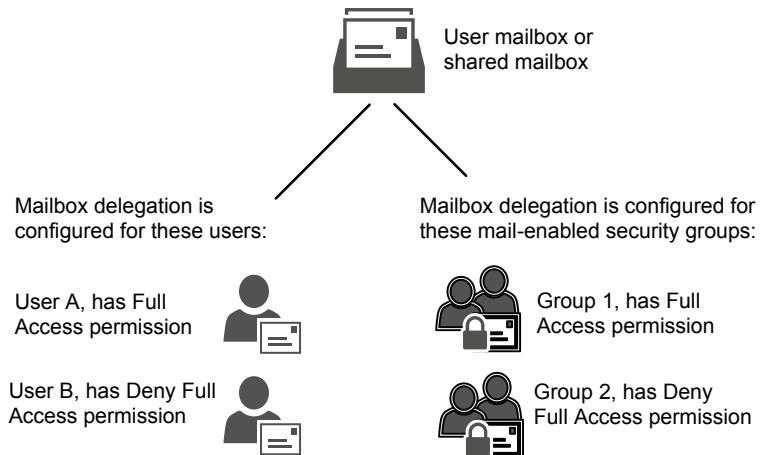 User mailbox or
shared mailbox
Mailbox delegation is
configured for these users:
User A, has Full
Access permission
User B, has Deny Full
Access permission
Mailbox delegation is configured for
these mail-enabled security groups:
Group 1, has Full
Access permission
Group 2, has Deny
Full Access permission